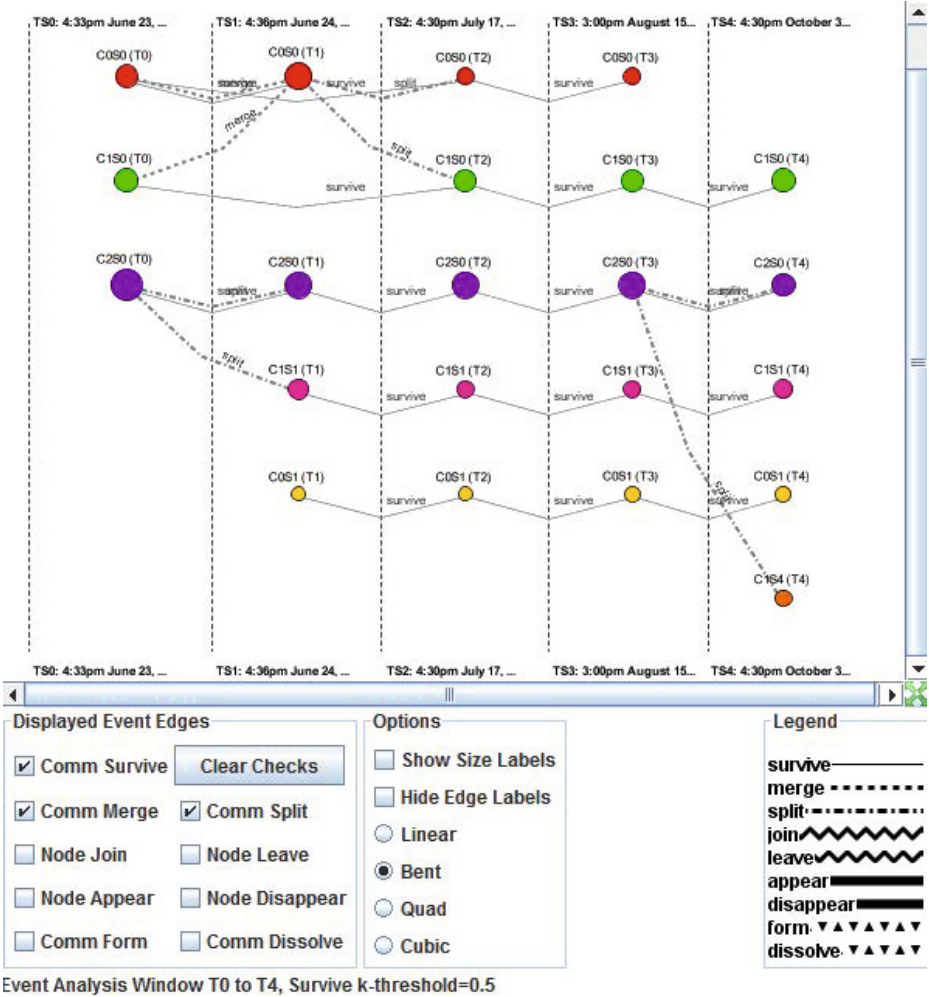 TS0: 4:33pm June 23, ... TS1: 4:36pm June 24, ... TS2: 4:30pm July 17, ... TS3: 3:00pm August 15... TS4: 4:30pm October 3...
C0S0 (T0) C0S0 (T1) C0S0 (T2) C0S0 (T3)
survive survive split survive
merge
split
C1S0 (T0) C1S0 (T2) C1S0 (T3) C1S0 (T4)
survive survive survive
C2S0 (T0) C2S0 (T1) C2S0 (T2) C2S0 (T3) C2S0 (T4)
survive survive survive
split
C1S1 (T1) C1S1 (T2) C1S1 (T3) C1S1 (T4)
survive survive survive
C0S1 (T1) C0S1 (T2) C0S1 (T3) C0S1 (T4)
survive survive survive
split
C1S4 (T4)
TS0: 4:33pm June 23, ... TS1: 4:36pm June 24, ... TS2: 4:30pm July 17, ... TS3: 3:00pm August 15... TS4: 4:30pm October 3...
Displayed Event Edges
Comm Survive Clear Checks
Comm Merge Comm Split
Node Join Node Leave
Node Appear Node Disappear
Comm Form Comm Dissolve
Options
Show Size Labels
Hide Edge Labels
Linear
Bent
Quad
Cubic
Legend
survive
merge
split
join
leave
appear
disappear
form
dissolve
Event Analysis Window T0 to T4, Survive k-threshold=0.5